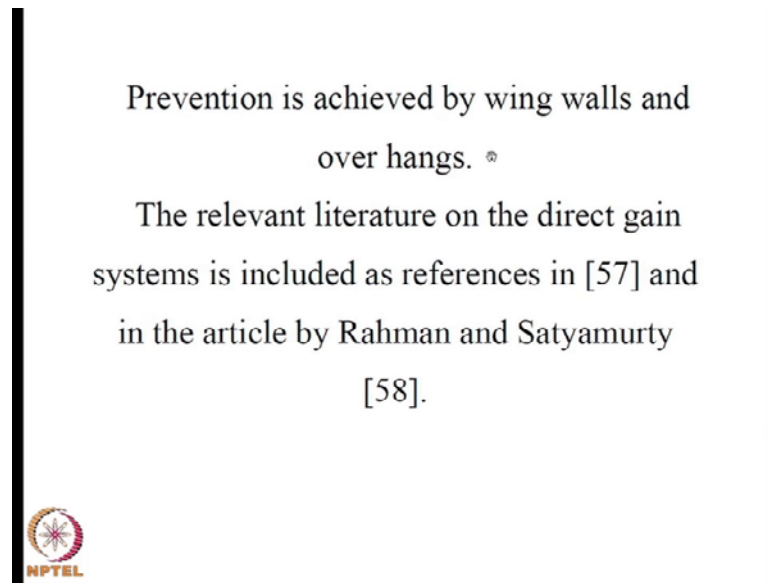 Prevention is achieved by wing walls and
over hangs.
The relevant literature on the direct gain
systems is included as references in [57] and
in the article by Rahman and Satyamurty
[58].
NPTEL